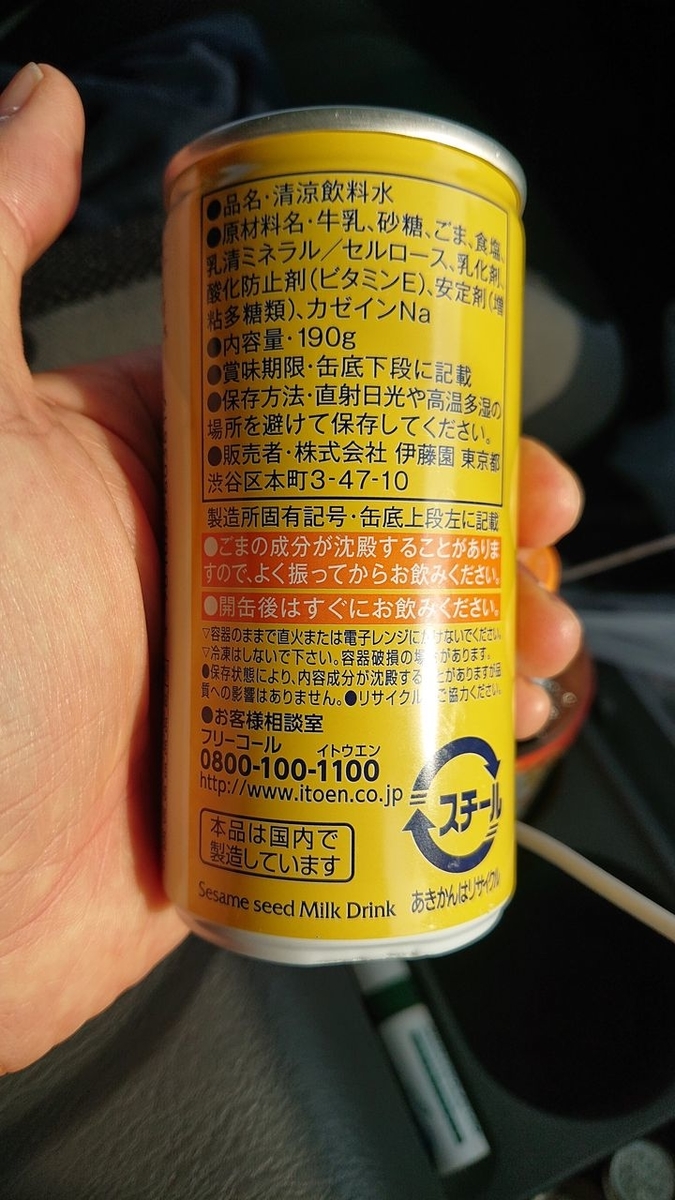 ●品名・清涼飲料水
●原材料名・牛乳、砂糖、ごま、食塩、
乳清ミネラル/セルロース、乳化剤、
酸化防止剤(ビタミンE)、安定剤(増
粘多糖類)、カゼインNa
●内容量・190g
●賞味期限・缶底下段に記載
●保存方法・直射日光や高温多湿の
場所を避けて保存してください。
●販売者・株式会社 伊藤園 東京都
渋谷区本町3-47-10
製造所固有記号・缶底上段左に記載
●ごまの成分が沈殿することがありま
すので、よく振ってからお飲みください。
●開缶後はすぐにお飲みください。
▽容器のままで直火または電子レンジにかけないでください。
▽冷凍はしないで下さい。容器破損の場合があります。
●保存状態により、内容成分が沈殿することがありますが品
質への影響はありません。●リサイクルにご協力ください。
●お客様相談室
フリーコール イトウエン
0800-100-1100
http://www.itoen.co.jp
スチール
本品は国内で
製造しています
あきかんはリサイクル
Sesame seed Milk Drink